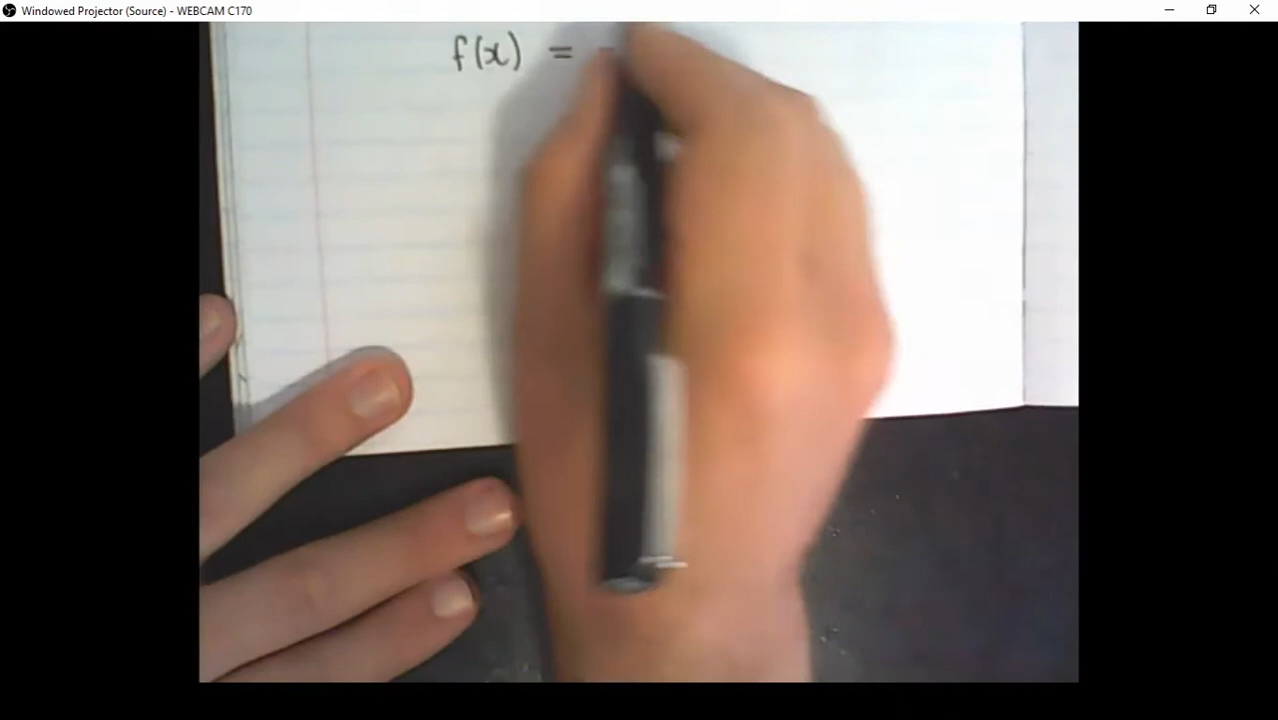 Windowed Projector (Source) - WEBCAM C170
f(x) =